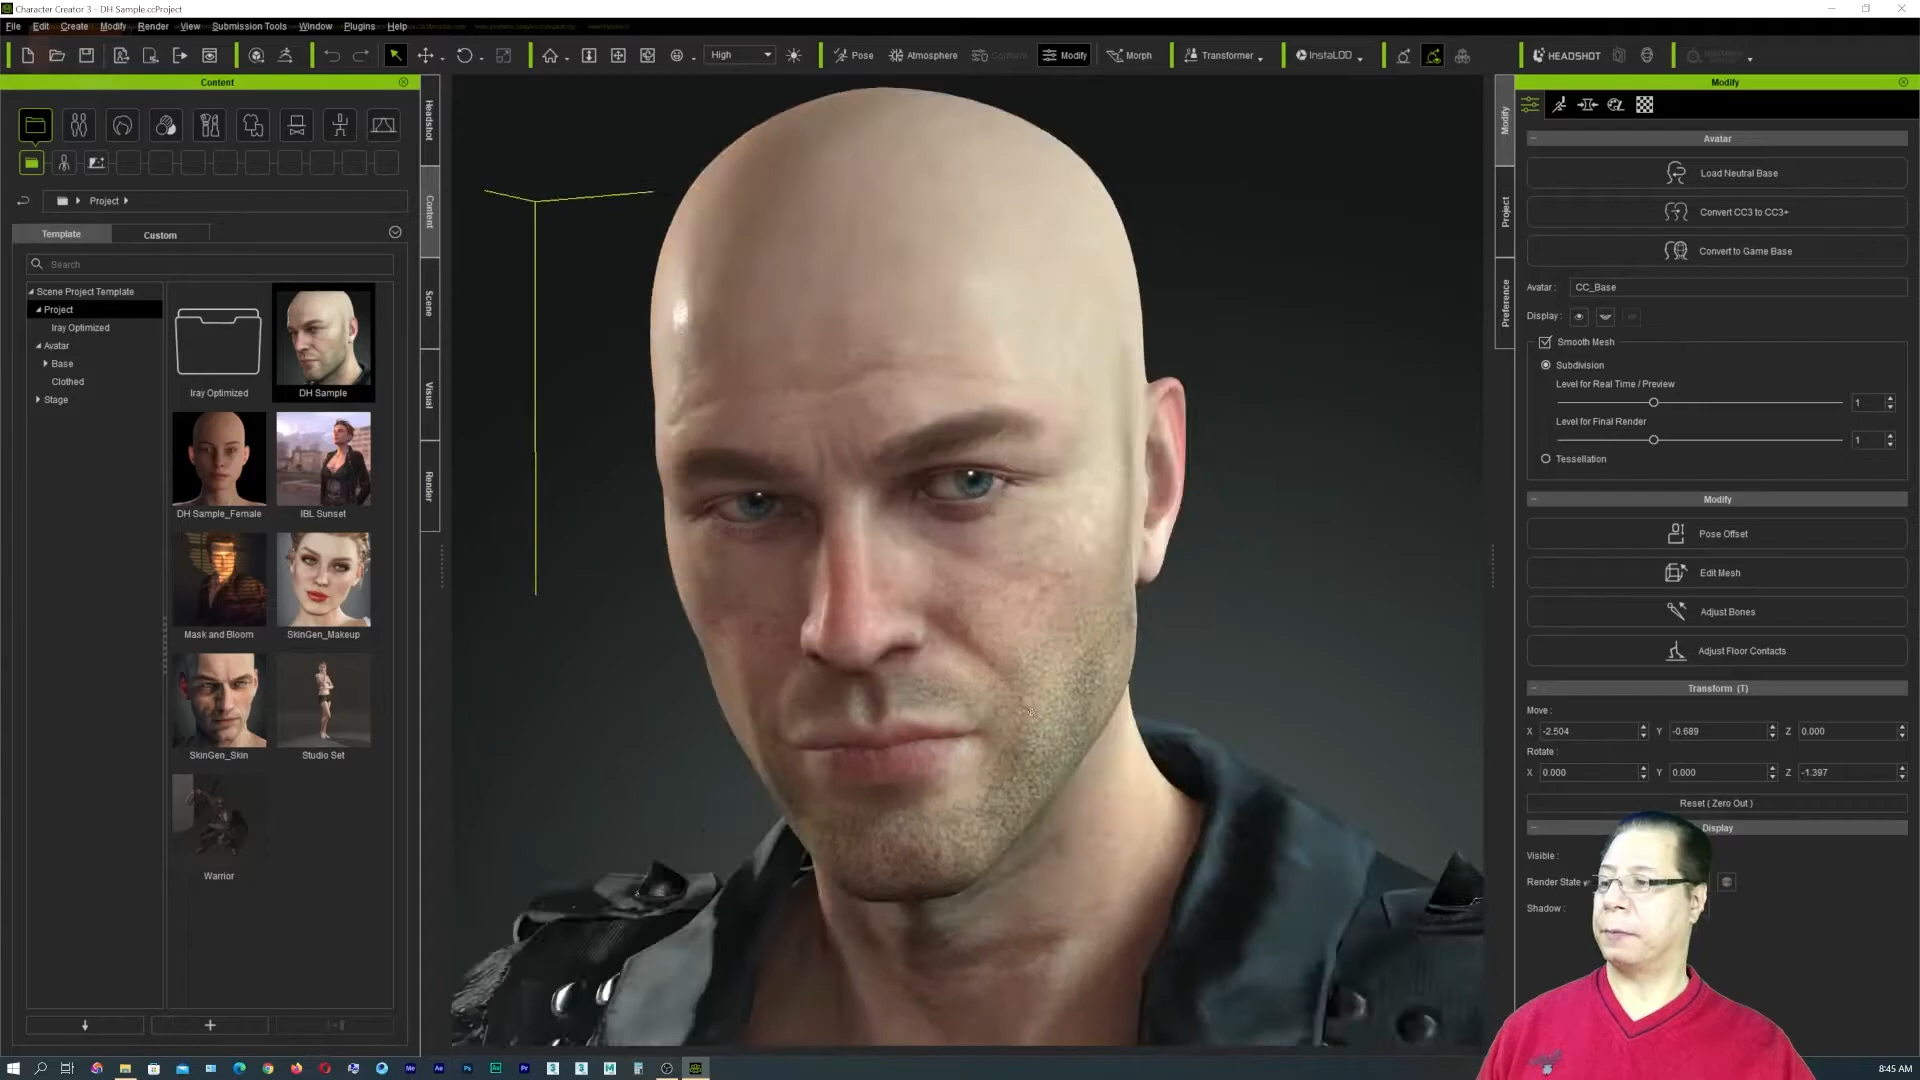 Character Creator 3 - DH Sample.ccProject
File Edit Create Modify Render View Submission Tools Window Plugins Help
High
Pose
Atmosphere
Conform
Modify
Morph
Transformer
InstaLOD
HEADSHOT
Content
Headshot
Content
Scene
Visual
Render
Project
Template
Custom
Search
Scene Project Template
Project
Iray Optimized
Avatar
Base
Clothed
Stage
Iray Optimized
DH Sample
DH Sample_Female
IBL Sunset
Mask and Bloom
SkinGen_Makeup
SkinGen_Skin
Studio Set
Warrior
Modify
Project
Preference
Modify
Avatar
Load Neutral Base
Convert CC3 to CC3+
Convert to Game Base
Avatar : CC_Base
Display :
Smooth Mesh
Subdivision
Level for Real Time / Preview
1
Level for Final Render
1
Tessellation
Modify
Pose Offset
Edit Mesh
Adjust Bones
Adjust Floor Contacts
Transform (T)
Move :
X -2.504 Y -0.689 Z 0.000
Rotate :
X 0.000 Y 0.000 Z -1.397
Reset ( Zero Out )
Display
Visible :
Render State
Shadow :
8:45 AM